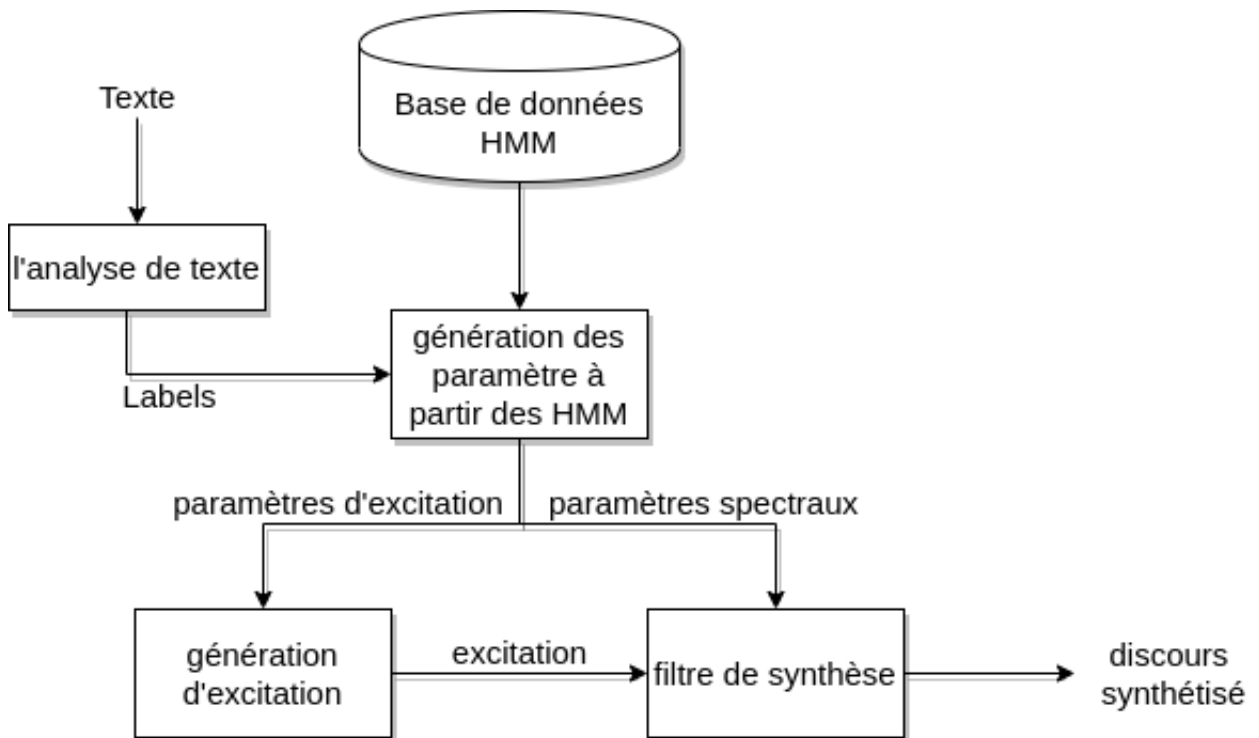 Base de données
HMM
Texte
l'analyse de texte
génération des
paramètre à
partir des HMM
Labels
paramètres d'excitation
paramètres spectraux
génération
d'excitation
excitation
filtre de synthèse
discours
synthétisé